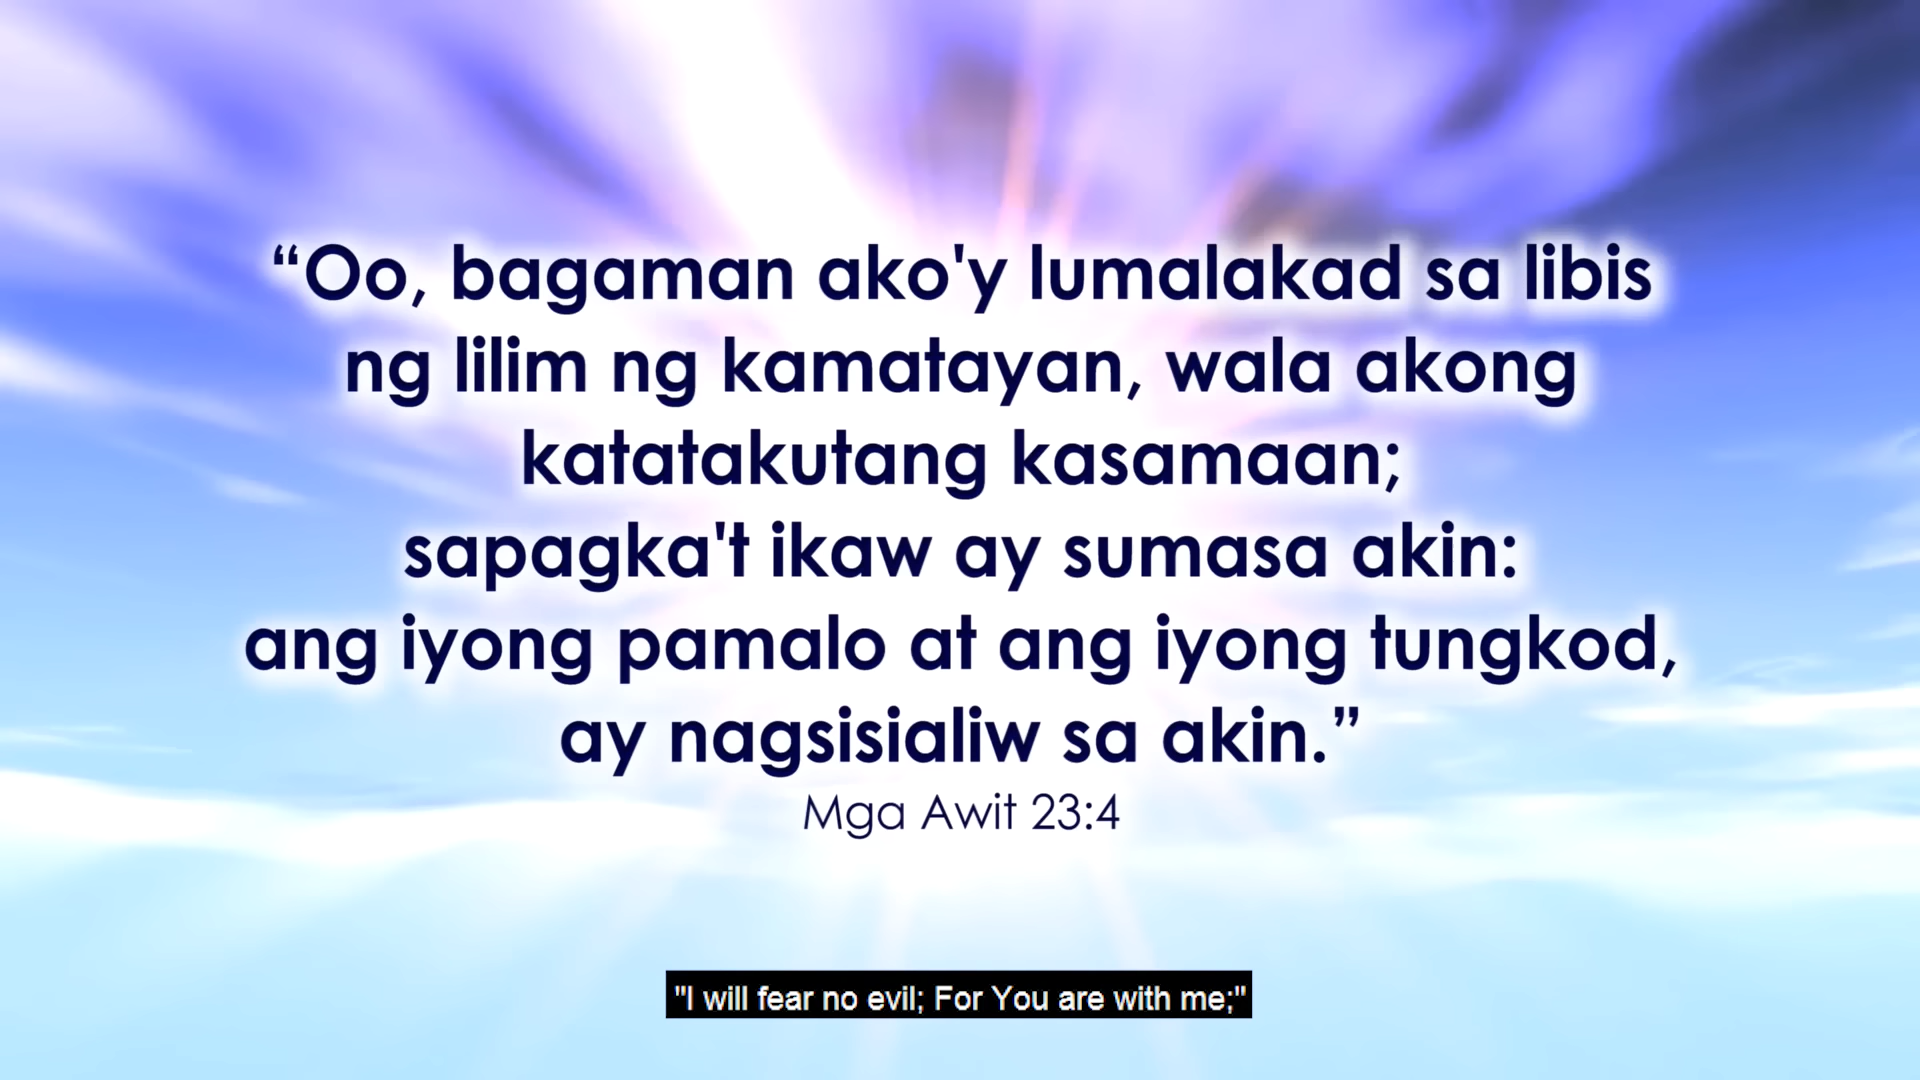 “Oo, bagaman ako'y lumalakad sa libis
ng lilim ng kamatayan, wala akong
katatakutang kasamaan;
sapagka't ikaw ay sumasa akin:
ang iyong pamalo at ang iyong tungkod,
ay nagsisialiw sa akin.”
Mga Awit 23:4
"I will fear no evil; For You are with me;"